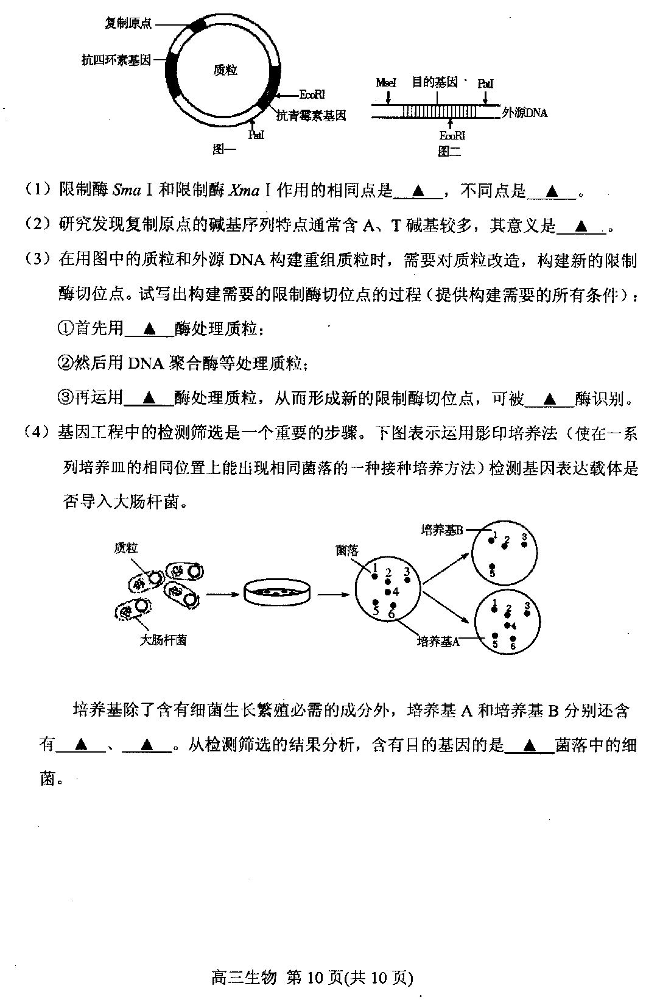 复制原点
抗四环素基因
质粒
EcoRI
抗青霉素基因
PstI
图一
MseI 目的基因 PstI
外源DNA
EcoRI
图二
（1）限制酶 Sma I 和限制酶 Xma I 作用的相同点是 ▲ ，不同点是 ▲ 。
（2）研究发现复制原点的碱基序列特点通常含 A、T 碱基较多，其意义是 ▲ 。
（3）在用图中的质粒和外源 DNA 构建重组质粒时，需要对质粒改造，构建新的限制
酶切位点。试写出构建需要的限制酶切位点的过程（提供构建需要的所有条件）：
①首先用 ▲ 酶处理质粒；
②然后用 DNA 聚合酶等处理质粒；
③再运用 ▲ 酶处理质粒，从而形成新的限制酶切位点，可被 ▲ 酶识别。
（4）基因工程中的检测筛选是一个重要的步骤。下图表示运用影印培养法（使在一系
列培养皿的相同位置上能出现相同菌落的一种接种培养方法）检测基因表达载体是
否导入大肠杆菌。
质粒
大肠杆菌
菌落
1 2 3
4
5 6
培养基B
1 2 3
5
培养基A
1 2 3
4
5 6
培养基除了含有细菌生长繁殖必需的成分外，培养基 A 和培养基 B 分别还含
有 ▲ 、 ▲ 。从检测筛选的结果分析，含有目的基因的是 ▲ 菌落中的细
菌。
高三生物 第 10 页(共 10 页)